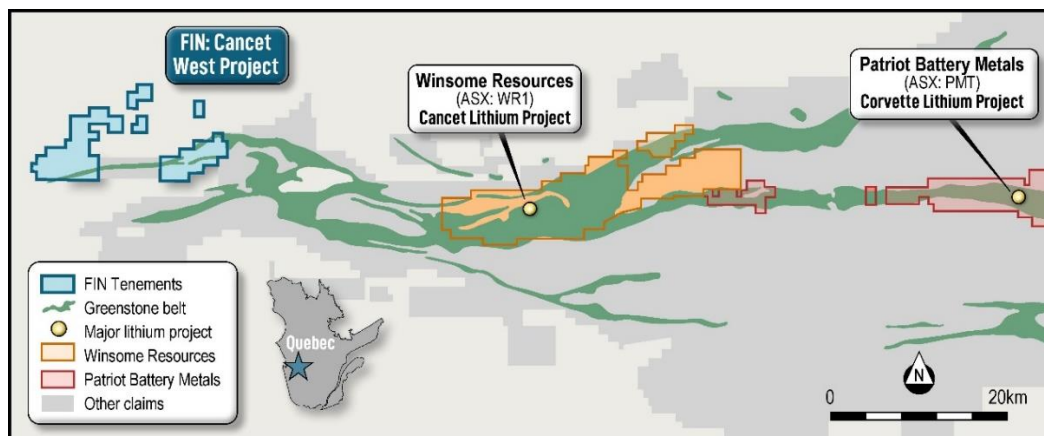 FIN: Cancet
West Project
Winsome Resources
(ASX: WR1)
Cancet Lithium Project
Patriot Battery Metals
(ASX: PMT)
Corvette Lithium Project
FIN Tenements
Greenstone belt
Major lithium project
Winsome Resources
Patriot Battery Metals
Other claims
Quebec
N
0
20km